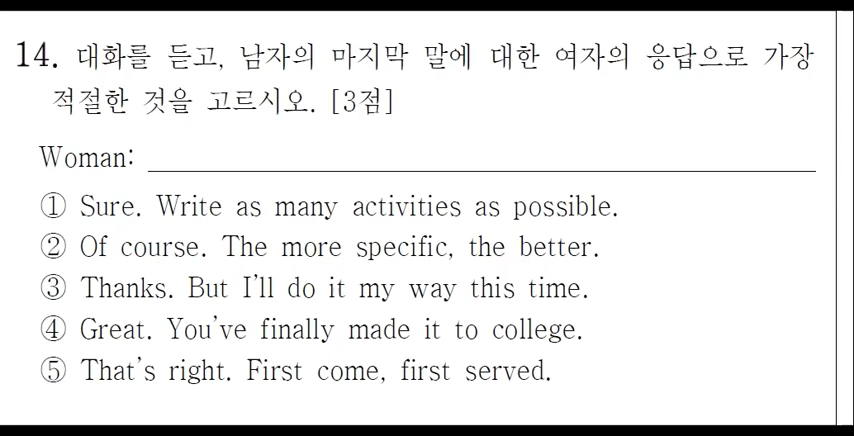 14. 대화를 듣고, 남자의 마지막 말에 대한 여자의 응답으로 가장
적절한 것을 고르시오. [3점]
Woman:
① Sure. Write as many activities as possible.
② Of course. The more specific, the better.
③ Thanks. But I'll do it my way this time.
④ Great. You've finally made it to college.
⑤ That's right. First come, first served.